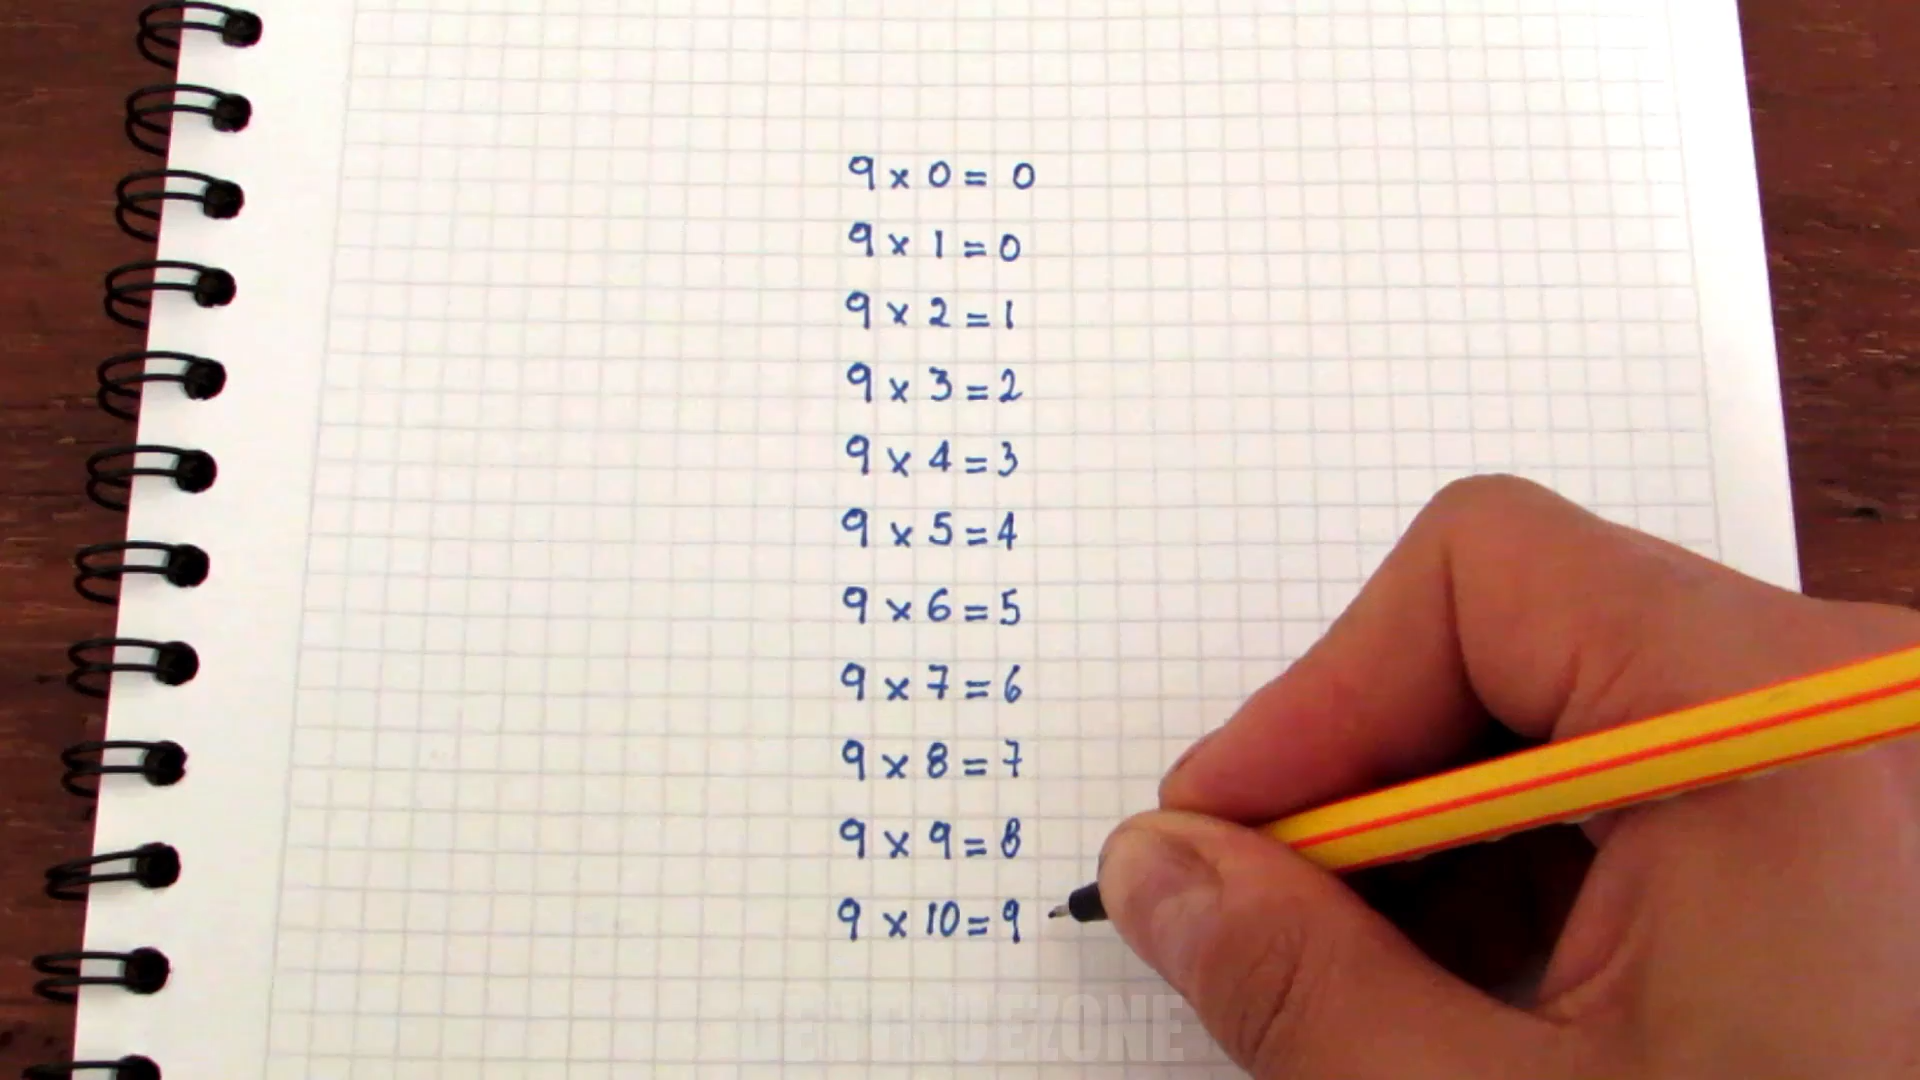 9 x 0 = 0
9 x 1 = 0
9 x 2 = 1
9 x 3 = 2
9 x 4 = 3
9 x 5 = 4
9 x 6 = 5
9 x 7 = 6
9 x 8 = 7
9 x 9 = 8
9 x 10 = 9